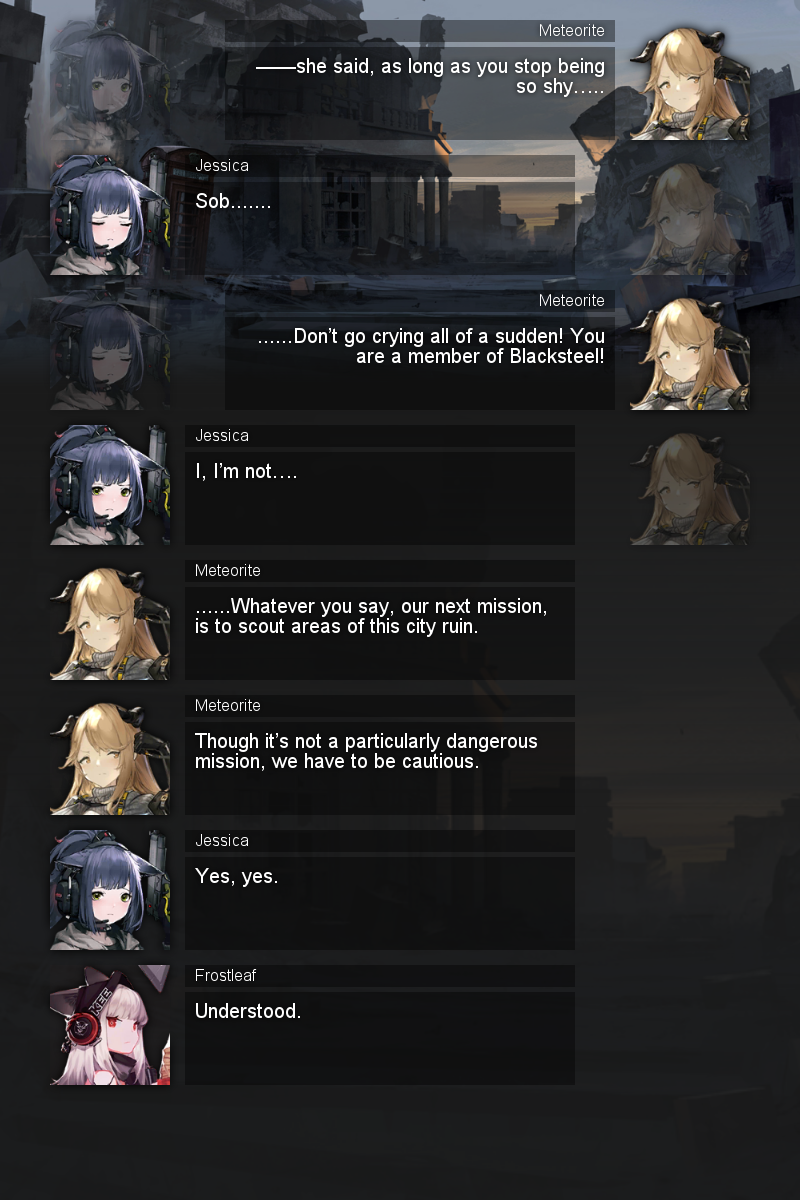 Meteorite
——she said, as long as you stop being
so shy…..
Jessica
Sob…….
Meteorite
……Don't go crying all of a sudden! You
are a member of Blacksteel!
Jessica
I, I'm not….
Meteorite
……Whatever you say, our next mission,
is to scout areas of this city ruin.
Meteorite
Though it's not a particularly dangerous
mission, we have to be cautious.
Jessica
Yes, yes.
Frostleaf
KEE
Understood.